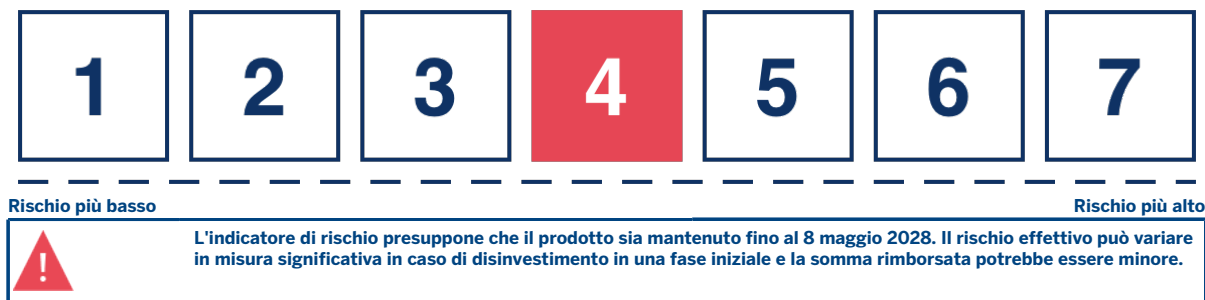 1 2 3 4 5 6 7
Rischio più basso Rischio più alto
!
L'indicatore di rischio presuppone che il prodotto sia mantenuto fino al 8 maggio 2028. Il rischio effettivo può variare
in misura significativa in caso di disinvestimento in una fase iniziale e la somma rimborsata potrebbe essere minore.